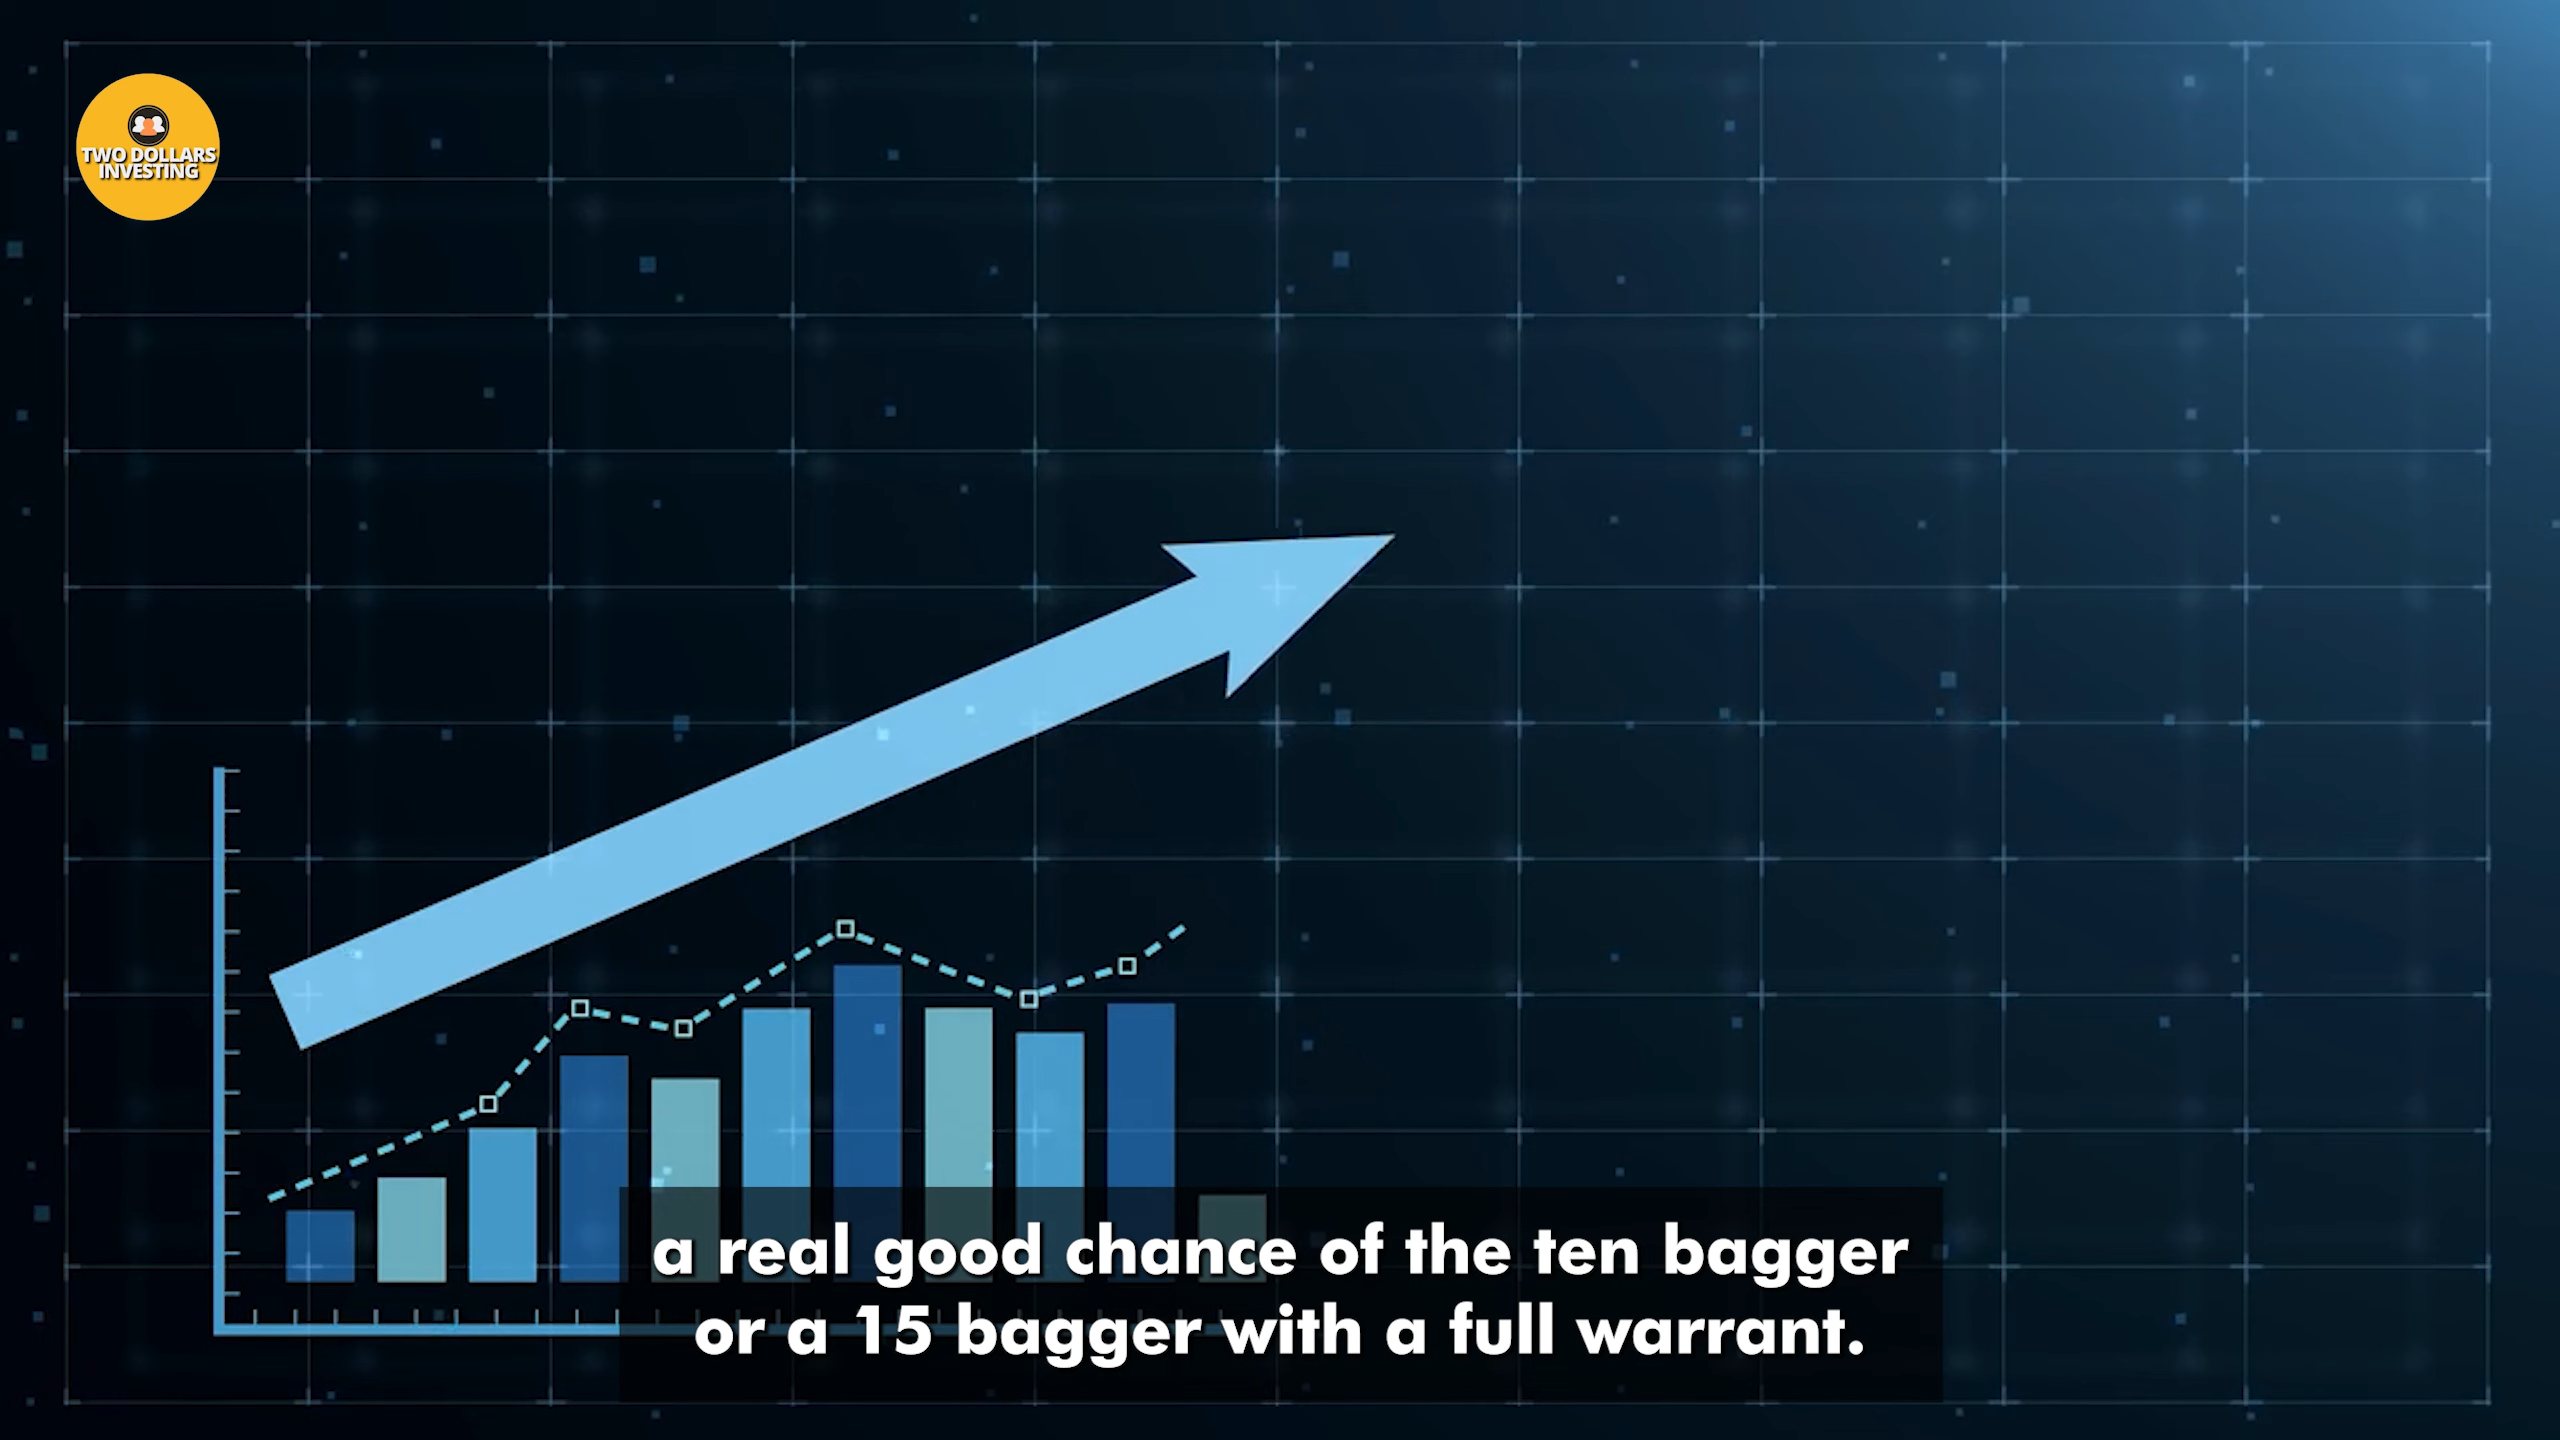 TWO DOLLARS
INVESTING
a real good chance of the ten bagger
or a 15 bagger with a full warrant.